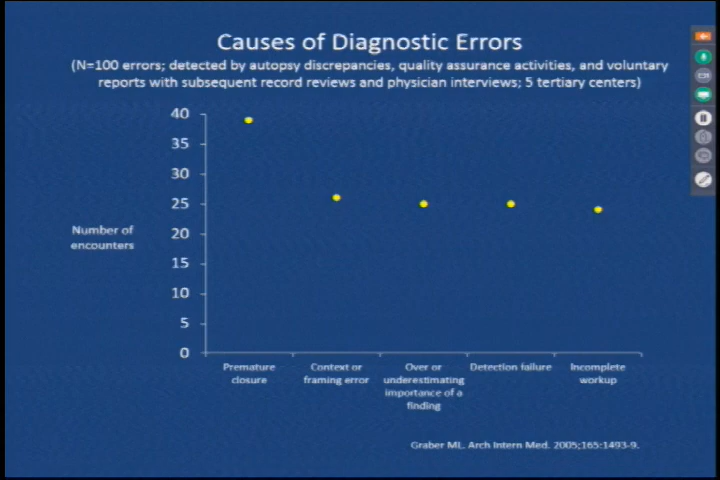 Causes of Diagnostic Errors
(N=100 errors; detected by autopsy discrepancies, quality assurance activities, and voluntary
reports with subsequent record reviews and physician interviews; 5 tertiary centers)
40
35
30
25
20
15
10
5
0
Number of
encounters
Premature
closure
Context or
framing error
Over or
underestimating
importance of a
finding
Detection failure
Incomplete
workup
Graber ML. Arch Intern Med. 2005;165:1493-9.